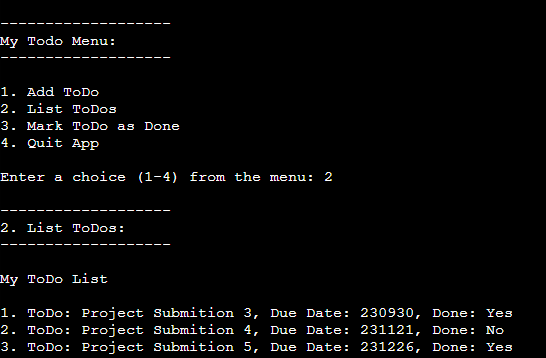 -------------------
My Todo Menu:
-------------------
1. Add ToDo
2. List ToDos
3. Mark ToDo as Done
4. Quit App
Enter a choice (1-4) from the menu: 2
-------------------
2. List ToDos:
-------------------
My ToDo List
1. ToDo: Project Submition 3, Due Date: 230930, Done: Yes
2. ToDo: Project Submition 4, Due Date: 231121, Done: No
3. ToDo: Project Submition 5, Due Date: 231226, Done: Yes